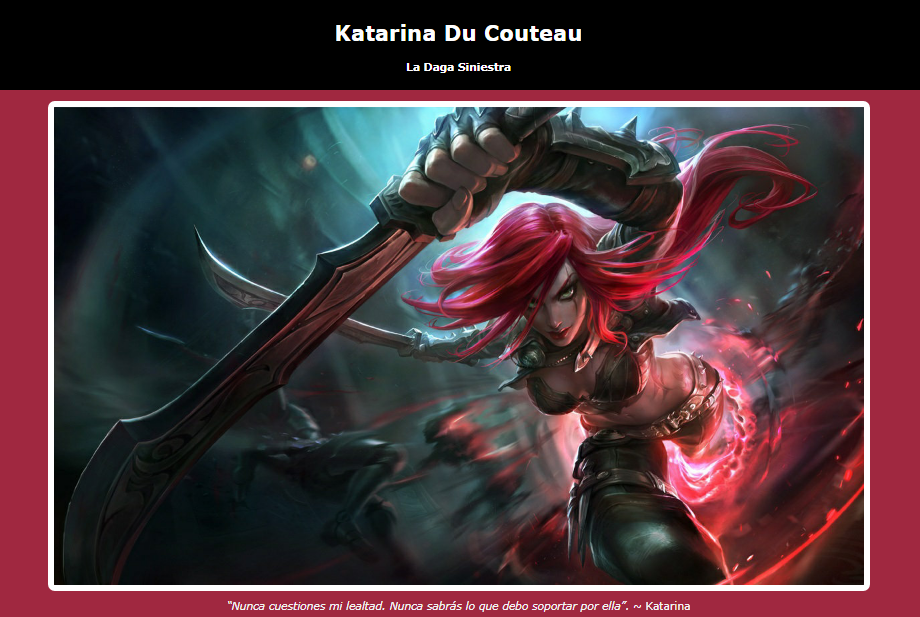 Katarina Du Couteau
La Daga Siniestra
“Nunca cuestiones mi lealtad. Nunca sabrás lo que debo soportar por ella”. ~ Katarina